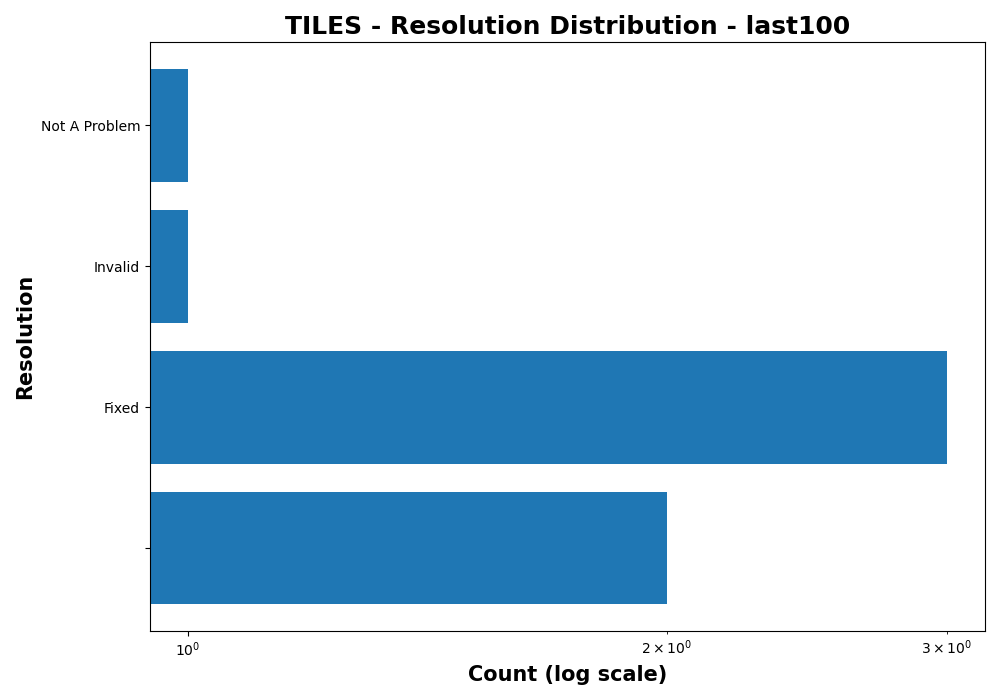 TILES - Resolution Distribution - last100
Resolution
Not A Problem
Invalid
Fixed
10⁰
2 × 10⁰
3 × 10⁰
Count (log scale)